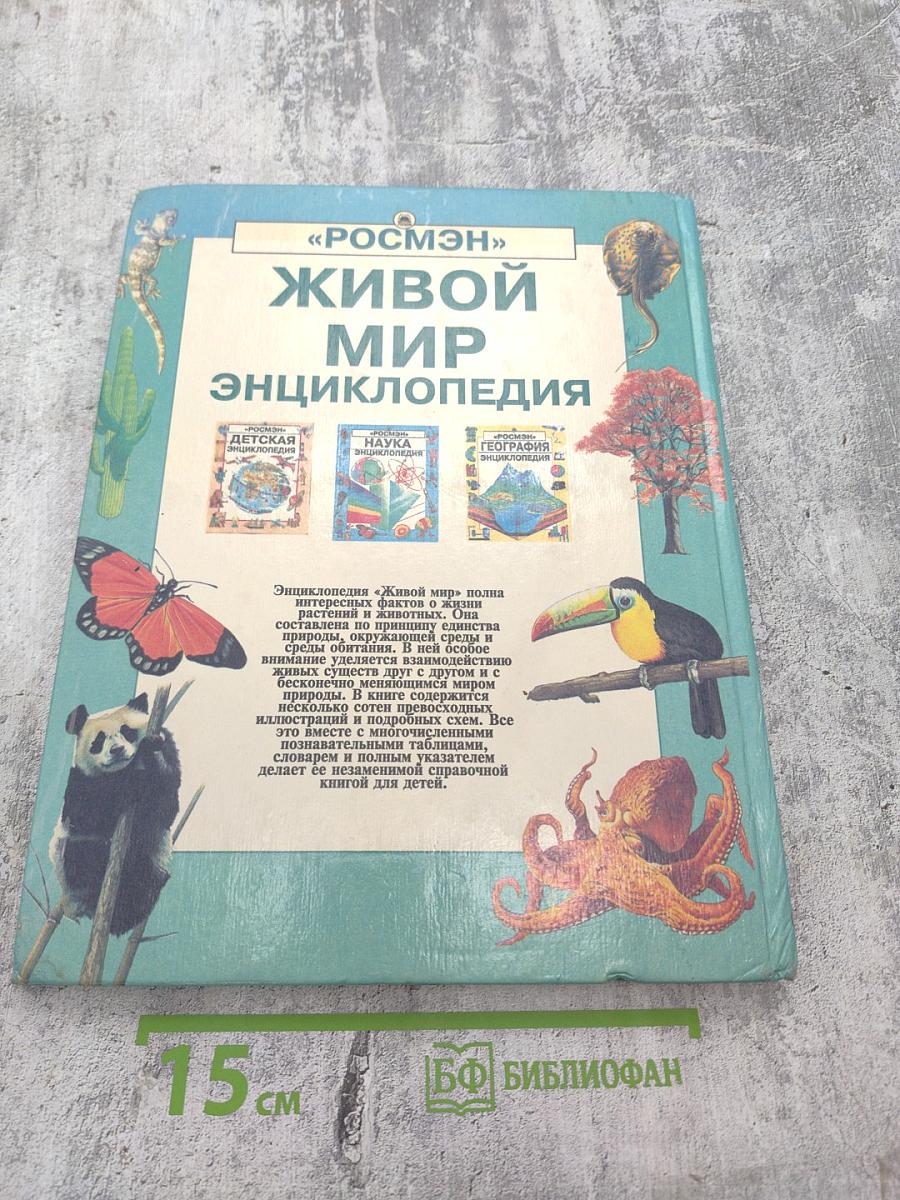 «РОСМЭН»
ЖИВОЙ
МИР
ЭНЦИКЛОПЕДИЯ
«РОСМЭН»
ДЕТСКАЯ
ЭНЦИКЛОПЕДИЯ
«РОСМЭН»
НАУКА
ЭНЦИКЛОПЕДИЯ
«РОСМЭН»
ГЕОГРАФИЯ
ЭНЦИКЛОПЕДИЯ
Энциклопедия «Живой мир» полна
интересных фактов о жизни
растений и животных. Она
составлена по принципу единства
природы, окружающей среды и
среды обитания. В ней особое
внимание уделяется взаимодействию
живых существ друг с другом и с
бесконечно меняющимся миром
природы. В книге содержится
несколько сотен превосходных
иллюстраций и подробных схем. Все
это вместе с многочисленными
познавательными таблицами,
словарем и полным указателем
делает ее незаменимой справочной
книгой для детей.
15 см
БФ БИБЛИОФАН